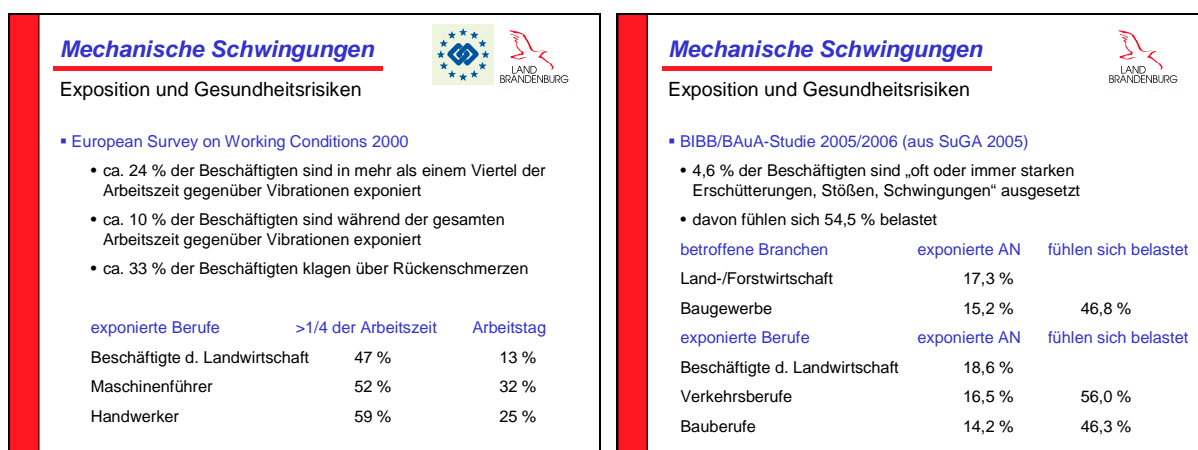 Mechanische Schwingungen
LAND
BRANDENBURG
Exposition und Gesundheitsrisiken
▪ European Survey on Working Conditions 2000
• ca. 24 % der Beschäftigten sind in mehr als einem Viertel der
Arbeitszeit gegenüber Vibrationen exponiert
• ca. 10 % der Beschäftigten sind während der gesamten
Arbeitszeit gegenüber Vibrationen exponiert
• ca. 33 % der Beschäftigten klagen über Rückenschmerzen
exponierte Berufe >1/4 der Arbeitszeit Arbeitstag
Beschäftigte d. Landwirtschaft 47 % 13 %
Maschinenführer 52 % 32 %
Handwerker 59 % 25 %
Mechanische Schwingungen
LAND
BRANDENBURG
Exposition und Gesundheitsrisiken
▪ BIBB/BAuA-Studie 2005/2006 (aus SuGA 2005)
• 4,6 % der Beschäftigten sind „oft oder immer starken
Erschütterungen, Stößen, Schwingungen“ ausgesetzt
• davon fühlen sich 54,5 % belastet
betroffene Branchen exponierte AN fühlen sich belastet
Land-/Forstwirtschaft 17,3 %
Baugewerbe 15,2 % 46,8 %
exponierte Berufe exponierte AN fühlen sich belastet
Beschäftigte d. Landwirtschaft 18,6 %
Verkehrsberufe 16,5 % 56,0 %
Bauberufe 14,2 % 46,3 %